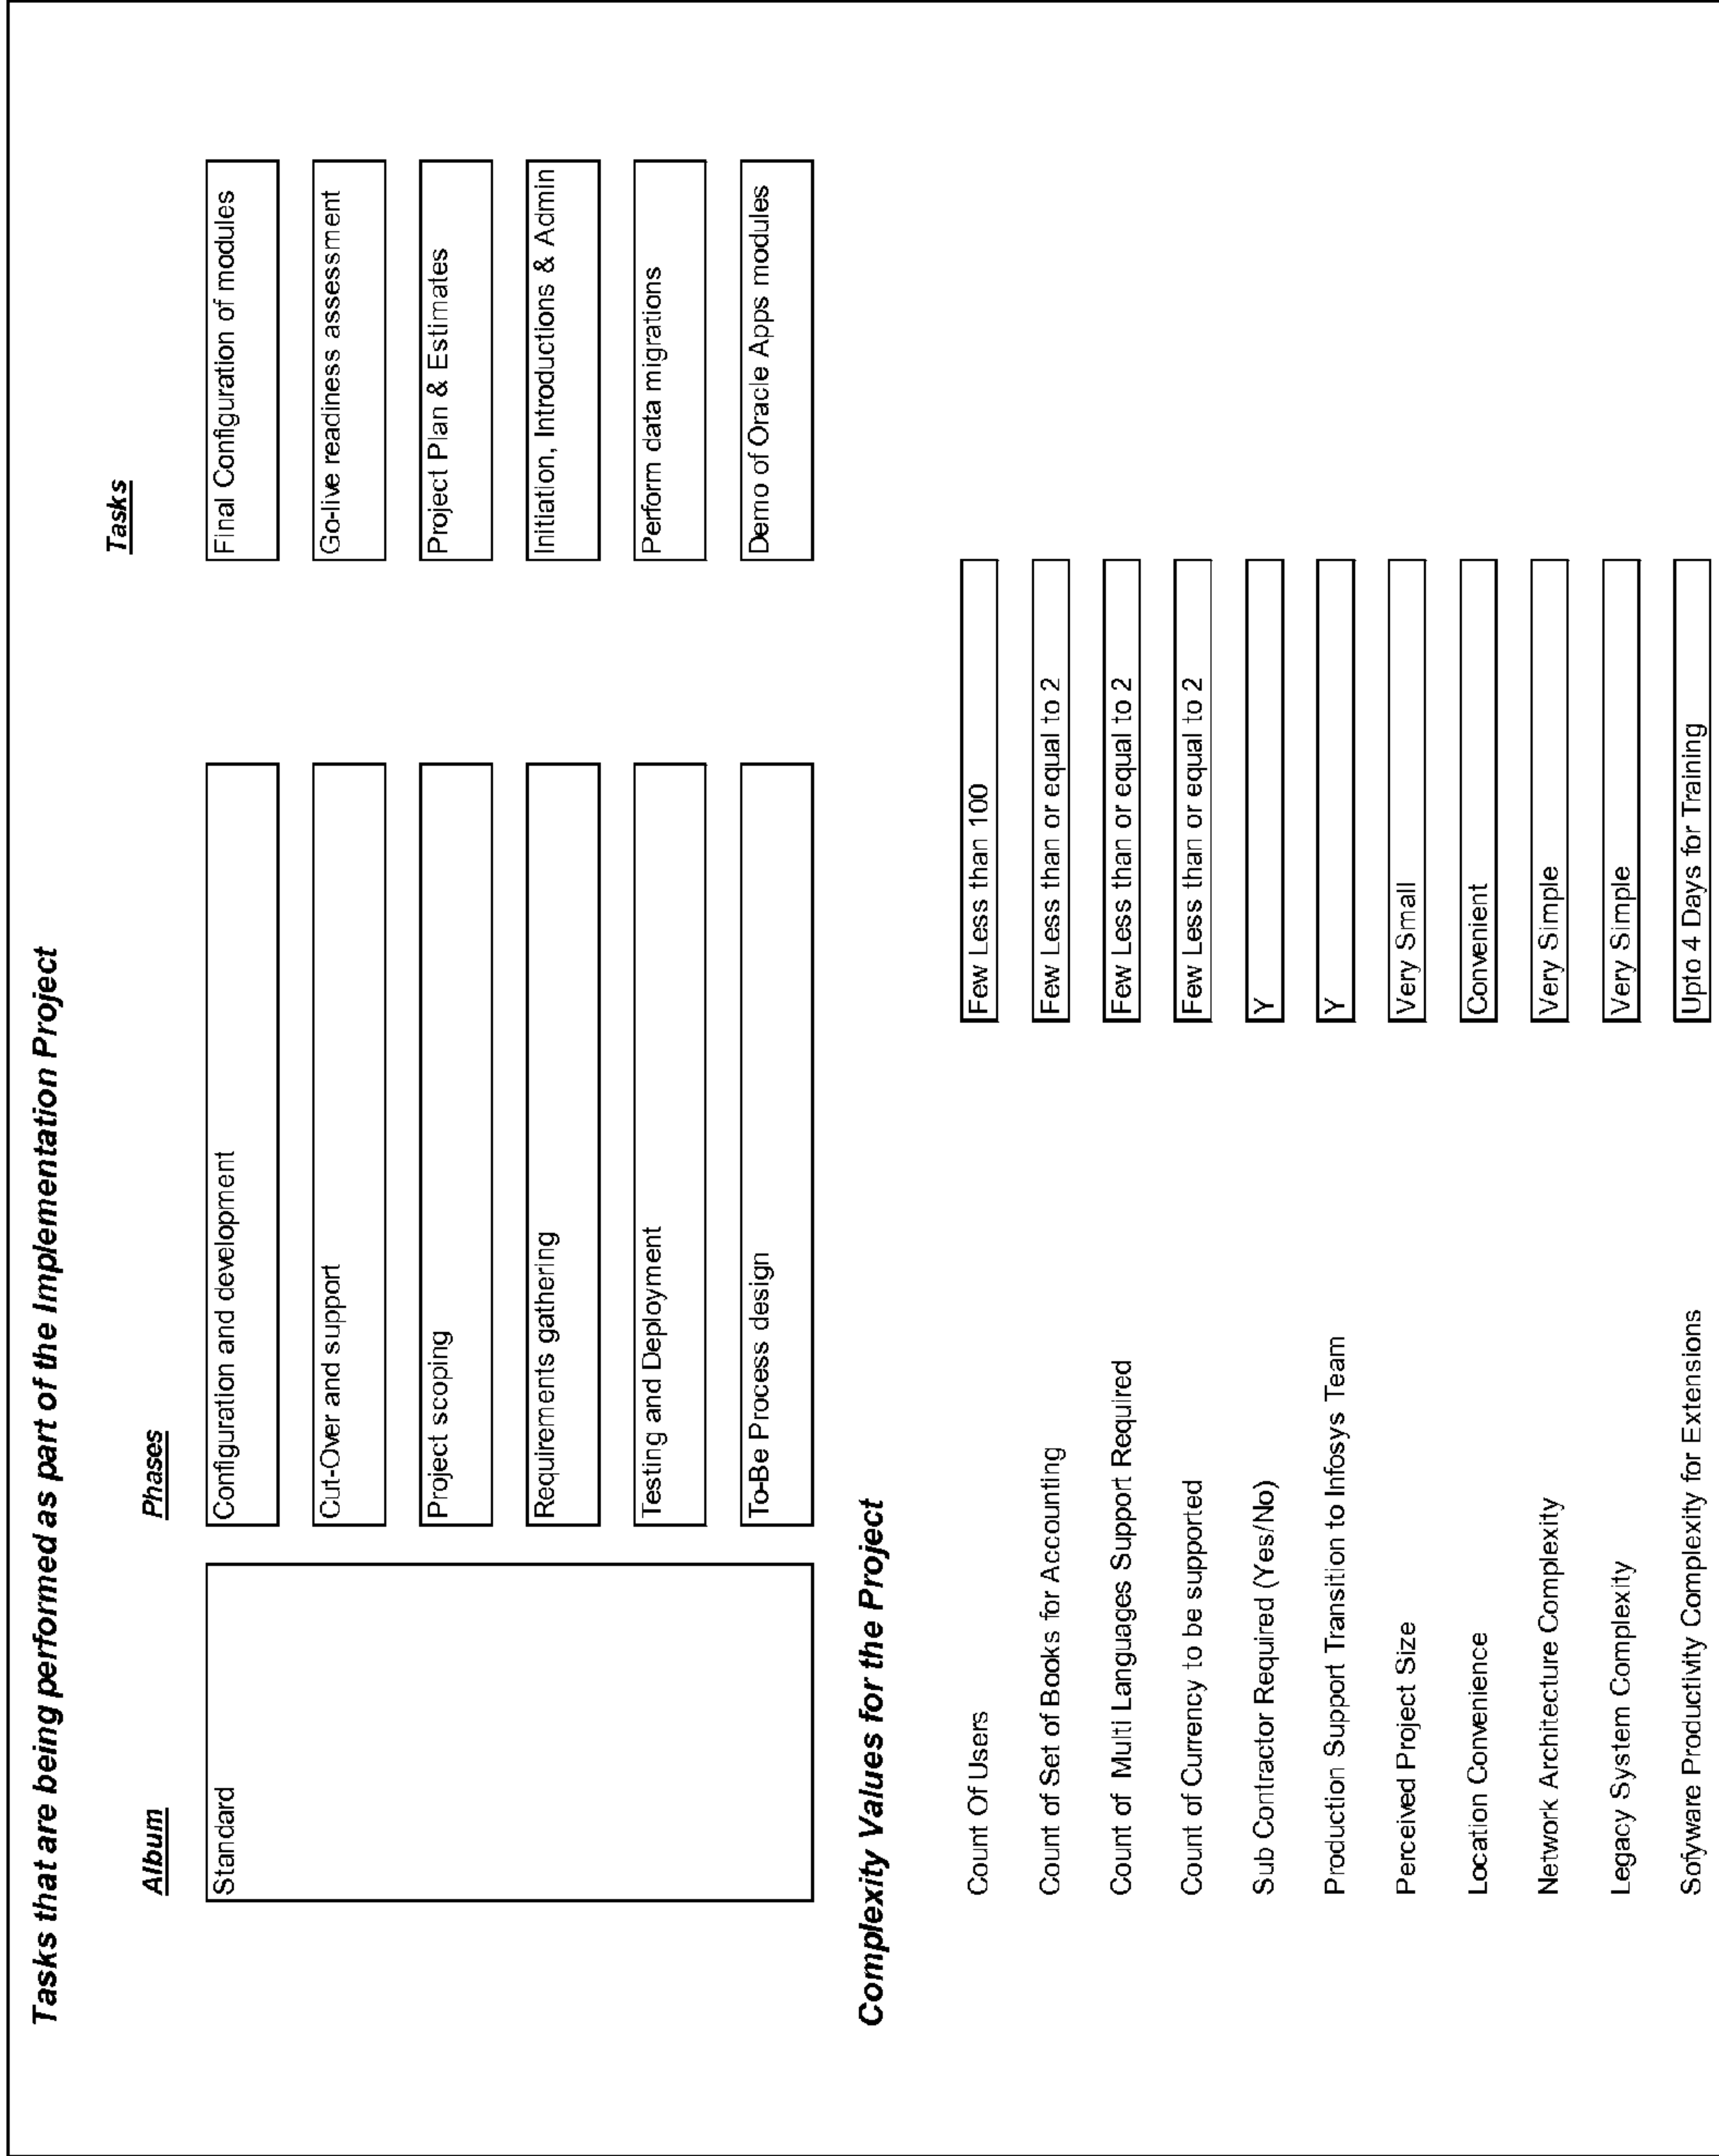 Tasks that are being performed as part of the Implementation Project
Album Phases Tasks
Standard Configuration and development Final Configuration of modules
Cut-Over and support Go-live readiness assessment
Project scoping Project Plan & Estimates
Requirements gathering Initiation, Introductions & Admin
Testing and Deployment Perform data migrations
To-Be Process design Demo of Oracle Apps modules
Complexity Values for the Project
Count Of Users Few Less than 100
Count of Set of Books for Accounting Few Less than or equal to 2
Count of Multi Languages Support Required Few Less than or equal to 2
Count of Currency to be supported Few Less than or equal to 2
Sub Contractor Required (Yes/No) Y
Production Support Transition to Infosys Team Y
Perceived Project Size Very Small
Location Convenience Convenient
Network Architecture Complexity Very Simple
Legacy System Complexity Very Simple
Sofyware Productivity Complexity for Extensions Upto 4 Days for Training